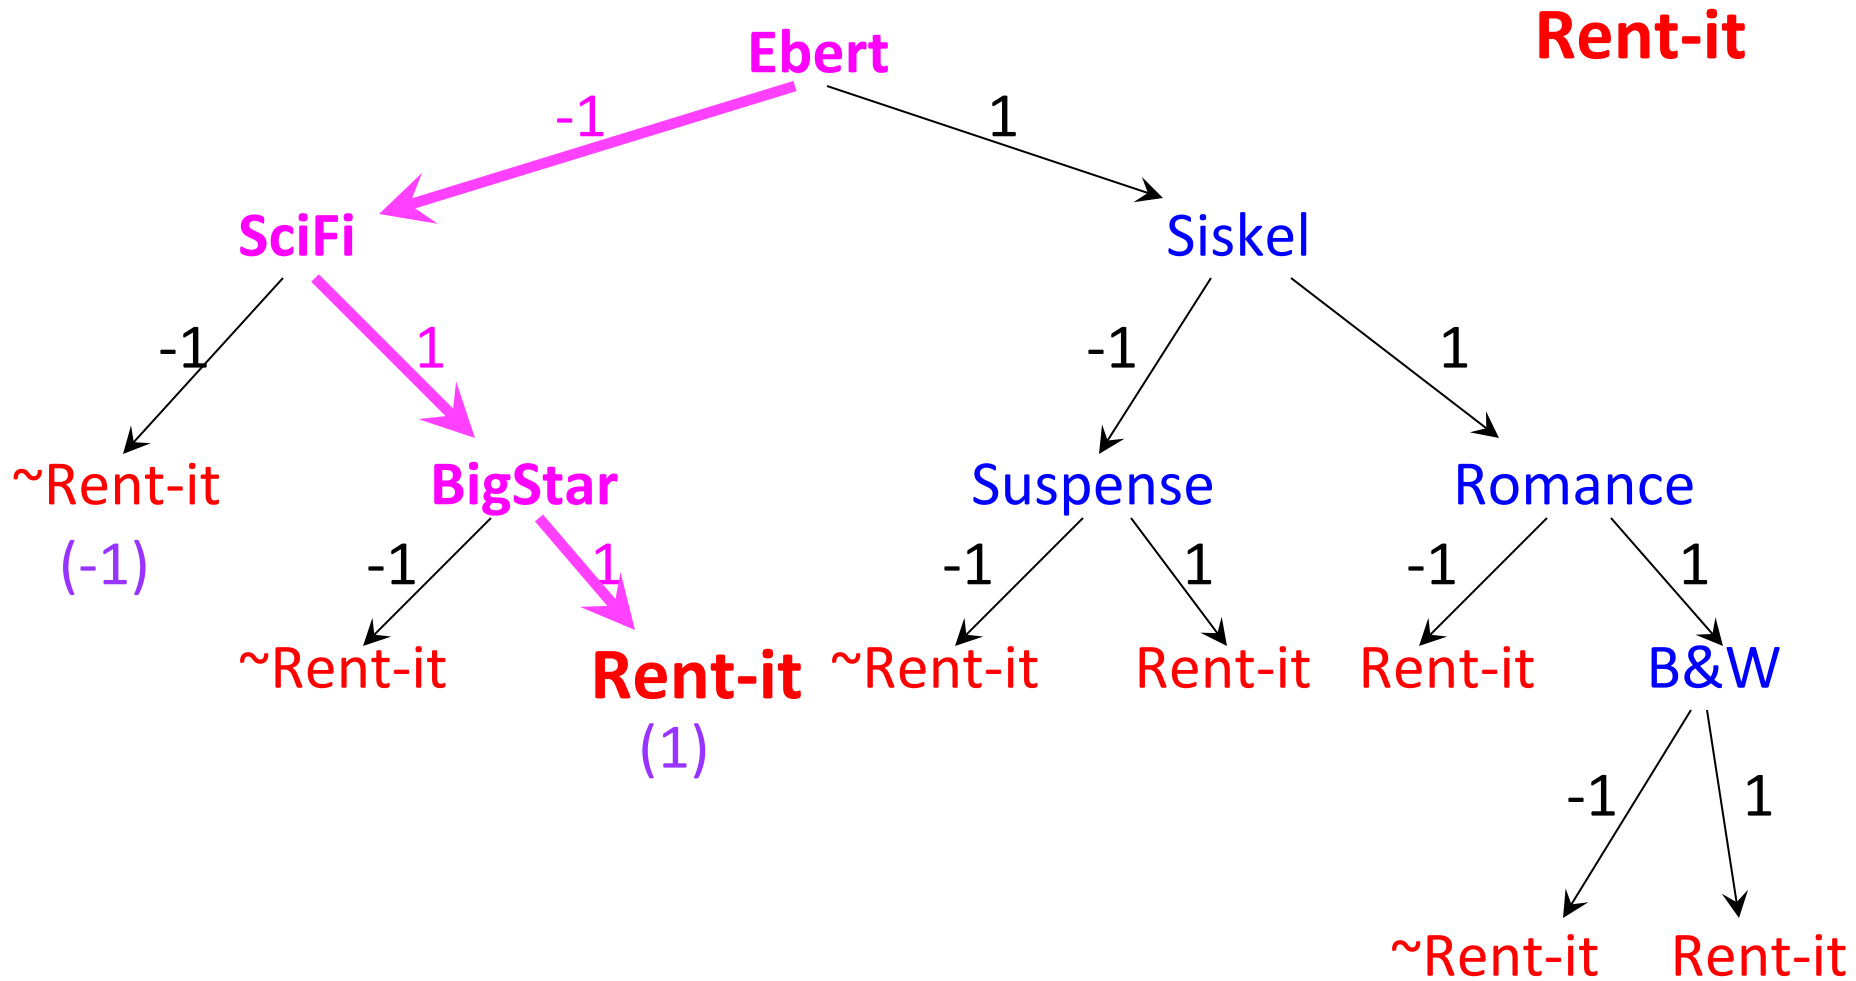 Rent-it
Ebert
-1 1
SciFi Siskel
-1 1 -1 1
~Rent-it BigStar Suspense Romance
(-1) -1 1 -1 1 -1 1
~Rent-it Rent-it ~Rent-it Rent-it Rent-it B&W
(1)
-1 1
~Rent-it Rent-it